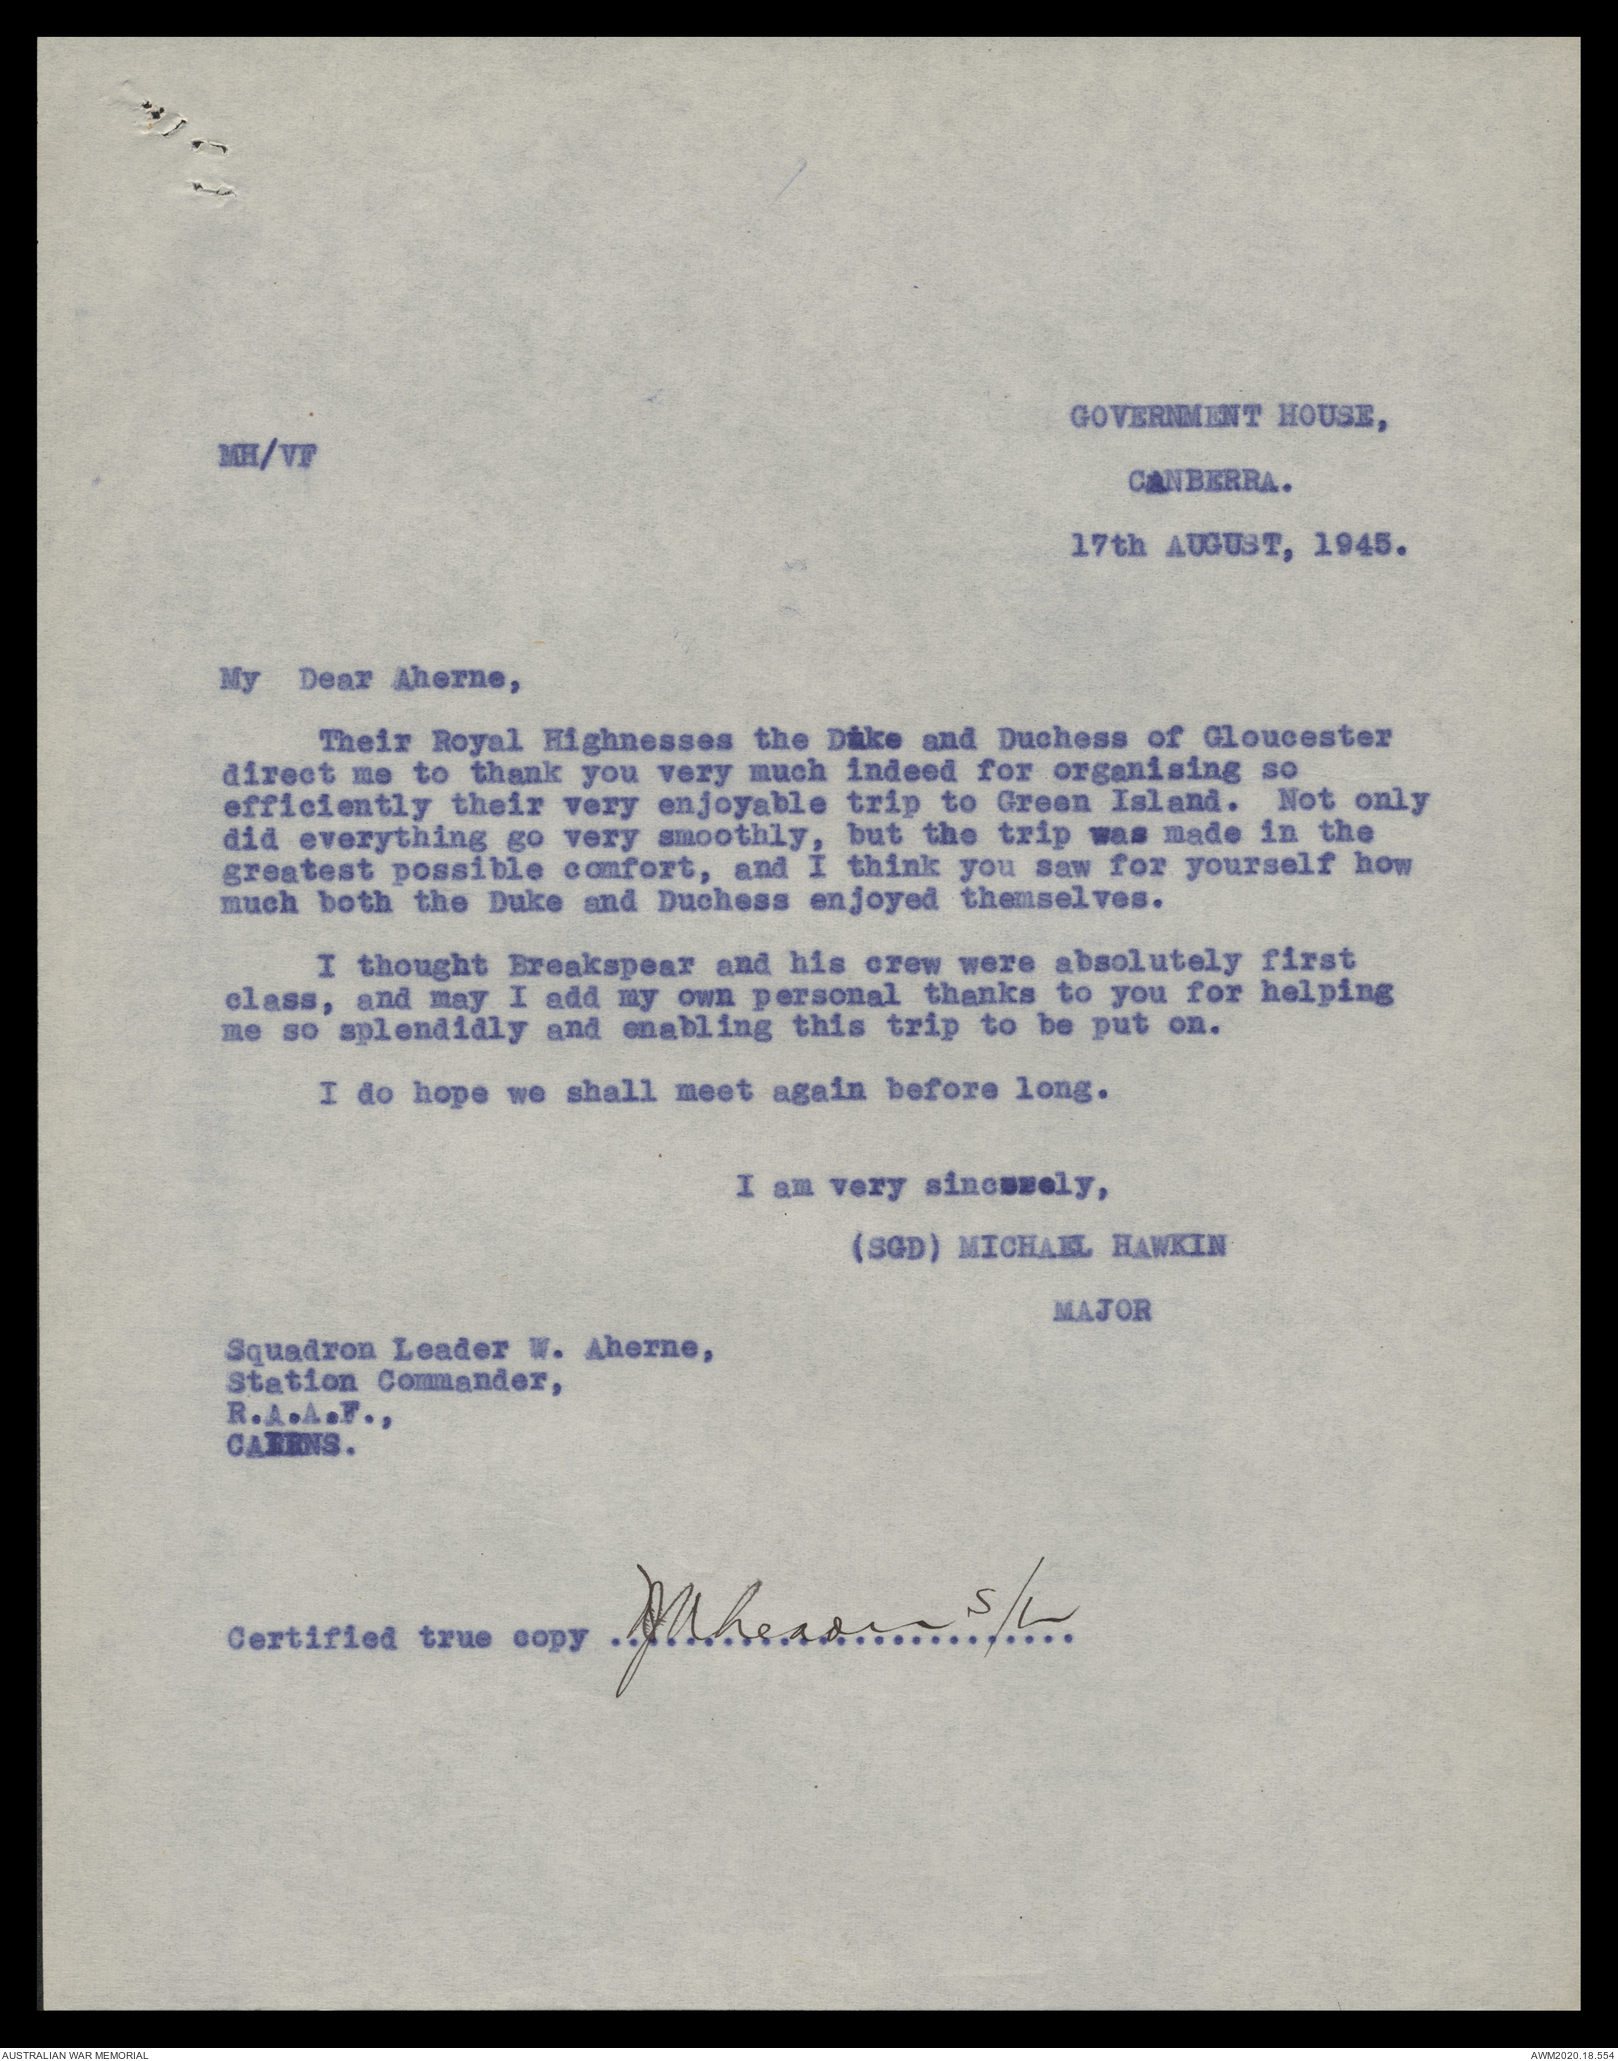 GOVERNMENT HOUSE,
MH/VF
CANBERRA.
17th AUGUST, 1945.
My Dear Aherne,
Their Royal Highnesses the Duke and Duchess of Gloucester
direct me to thank you very much indeed for organising so
efficiently their very enjoyable trip to Green Island. Not only
did everything go very smoothly, but the trip was made in the
greatest possible comfort, and I think you saw for yourself how
much both the Duke and Duchess enjoyed themselves.
I thought Breakspear and his crew were absolutely first
class, and may I add my own personal thanks to you for helping
me so splendidly and enabling this trip to be put on.
I do hope we shall meet again before long.
I am very sincerely,
(SGD) MICHAEL HAWKIN
MAJOR
Squadron Leader W. Aherne,
Station Commander,
R.A.A.F.,
CAIRNS.
Certified true copy .......................... S/L
AUSTRALIAN WAR MEMORIAL
AWM2020.18.554